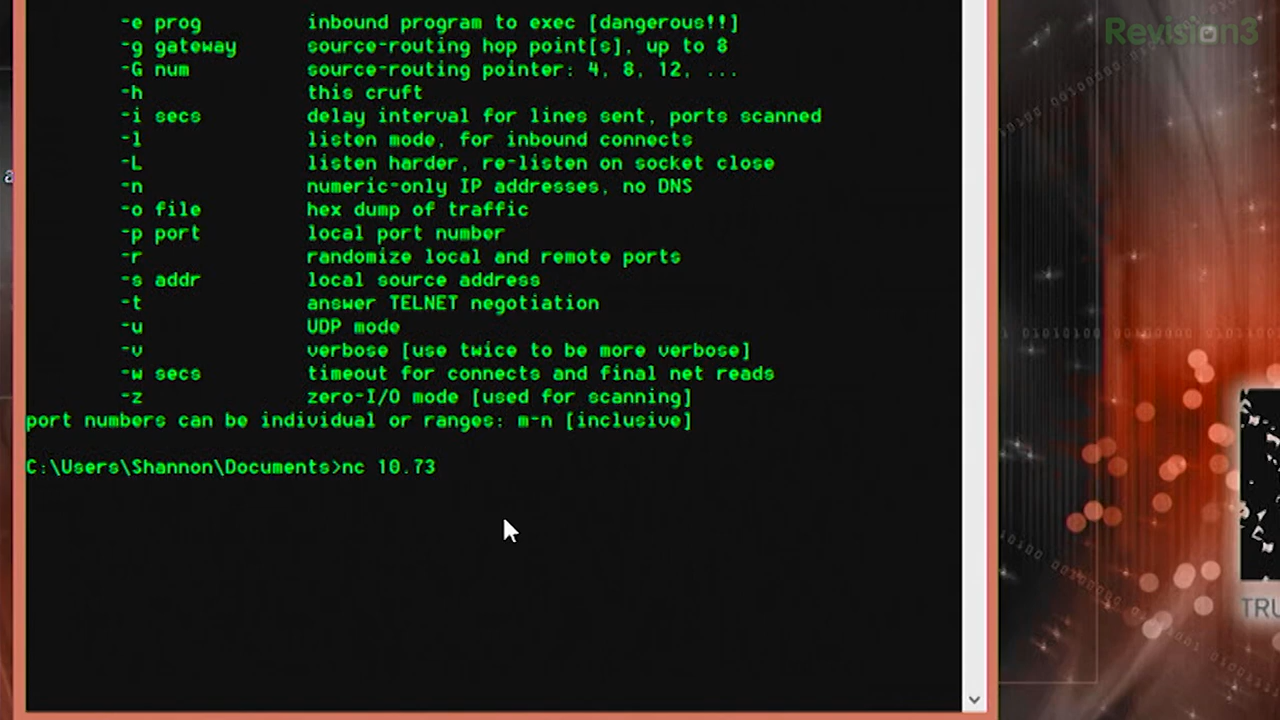 Revision3
-e prog inbound program to exec [dangerous!!]
-g gateway source-routing hop point[s], up to 8
-G num source-routing pointer: 4, 8, 12, ...
-h this cruft
-i secs delay interval for lines sent, ports scanned
-l listen mode, for inbound connects
-L listen harder, re-listen on socket close
-n numeric-only IP addresses, no DNS
-o file hex dump of traffic
-p port local port number
-r randomize local and remote ports
-s addr local source address
-t answer TELNET negotiation
-u UDP mode
-v verbose [use twice to be more verbose]
-w secs timeout for connects and final net reads
-z zero-I/O mode [used for scanning]
port numbers can be individual or ranges: m-n [inclusive]
C:\Users\Shannon\Documents>nc 10.73
TRU